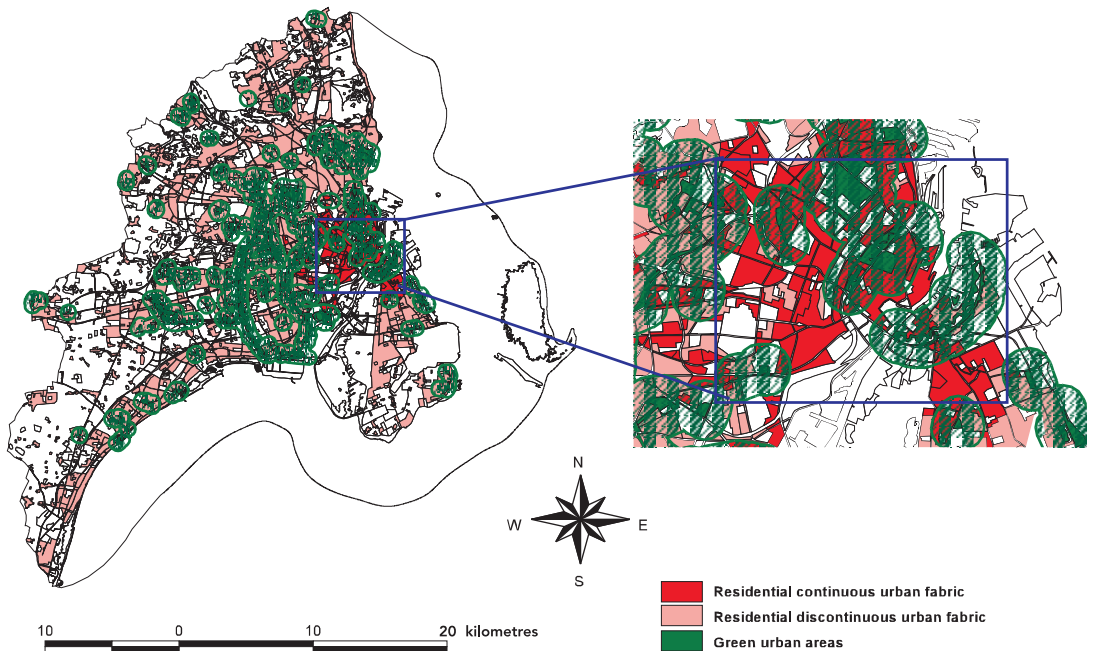 N
W E
S
Residential continuous urban fabric
Residential discontinuous urban fabric
Green urban areas
10 0 10 20 kilometres